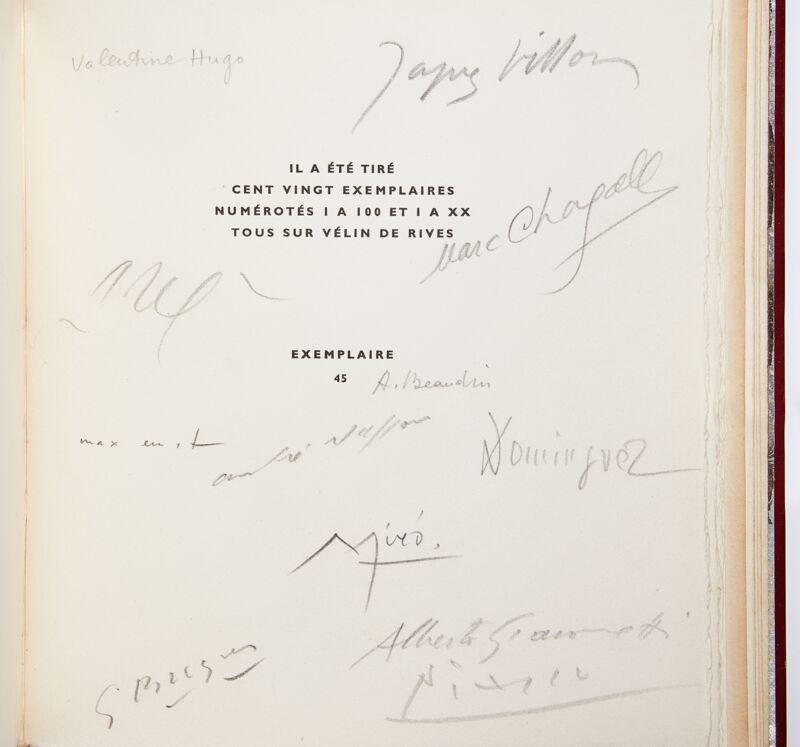 Valentine Hugo
Jacques Villon
IL A ÉTÉ TIRÉ
CENT VINGT EXEMPLAIRES
NUMÉROTÉS I A 100 ET I A XX
TOUS SUR VÉLIN DE RIVES
Marc Chagall
EXEMPLAIRE
45
A. Beaudin
max ernst
andré Masson
Dominguez
Miró.
Alberto Giacometti
G Braque
Picasso